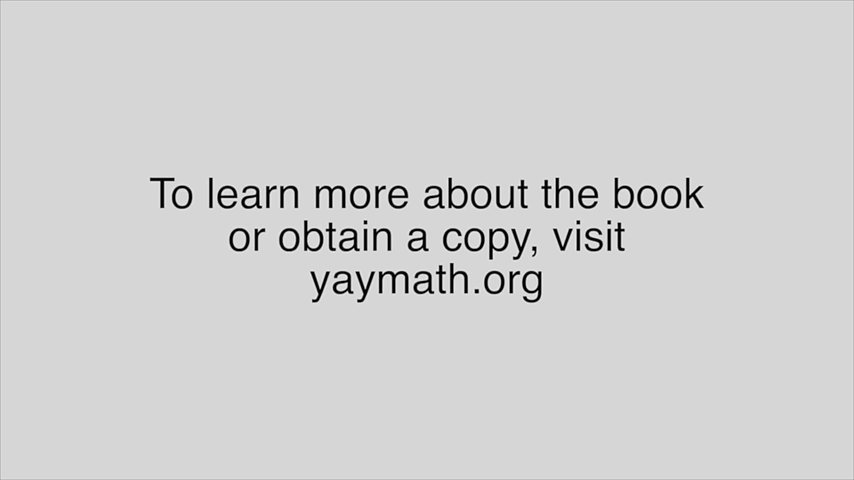 To learn more about the book
or obtain a copy, visit
yaymath.org